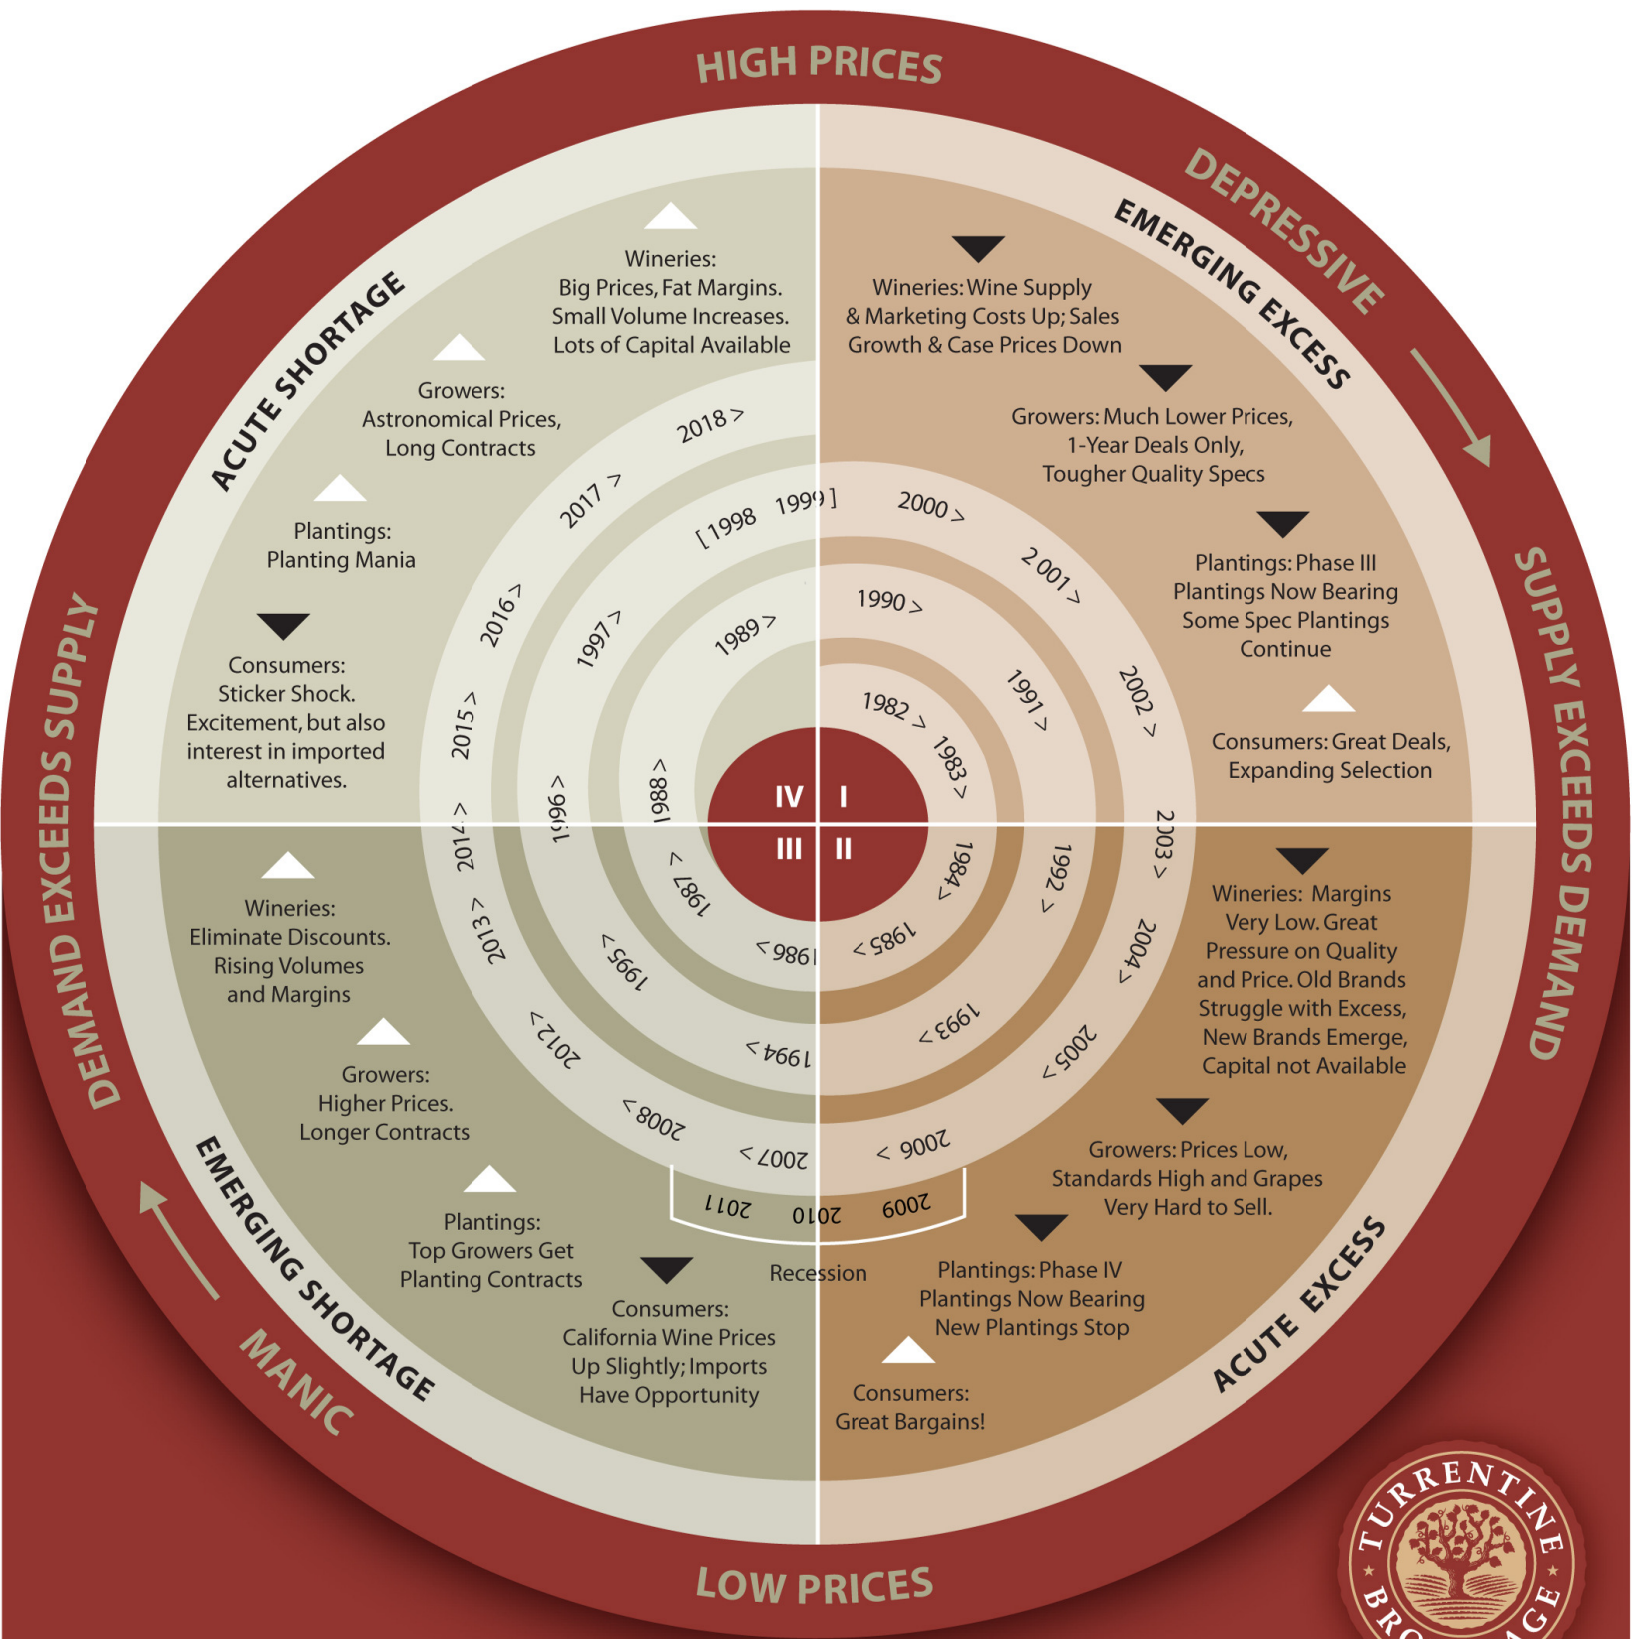 HIGH PRICES
DEPRESSIVE
SUPPLY EXCEEDS DEMAND
LOW PRICES
MANIC
DEMAND EXCEEDS SUPPLY
EMERGING EXCESS
Wineries: Wine Supply
& Marketing Costs Up; Sales
Growth & Case Prices Down
Growers: Much Lower Prices,
1-Year Deals Only,
Tougher Quality Specs
Plantings: Phase III
Plantings Now Bearing
Some Spec Plantings
Continue
Consumers: Great Deals,
Expanding Selection
ACUTE EXCESS
Wineries: Margins
Very Low. Great
Pressure on Quality
and Price. Old Brands
Struggle with Excess,
New Brands Emerge,
Capital not Available
Growers: Prices Low,
Standards High and Grapes
Very Hard to Sell.
Plantings: Phase IV
Plantings Now Bearing
New Plantings Stop
Consumers:
Great Bargains!
EMERGING SHORTAGE
Wineries:
Eliminate Discounts.
Rising Volumes
and Margins
Growers:
Higher Prices.
Longer Contracts
Plantings:
Top Growers Get
Planting Contracts
Consumers:
California Wine Prices
Up Slightly; Imports
Have Opportunity
ACUTE SHORTAGE
Wineries:
Big Prices, Fat Margins.
Small Volume Increases.
Lots of Capital Available
Growers:
Astronomical Prices,
Long Contracts
Plantings:
Planting Mania
Consumers:
Sticker Shock.
Excitement, but also
interest in imported
alternatives.
IV I
III II
1982 >
1983 >
1984 >
1985 >
1986 >
1987 >
1988 >
1989 >
1990 >
1991 >
1992 >
1993 >
1994 >
1995 >
1996 >
1997 >
[ 1998 1999 ]
2000 >
2001 >
2002 >
2003 >
2004 >
2005 >
2006 >
2007 >
2008 >
2009
2010
2011
Recession
2012 >
2013 >
2014 >
2015 >
2016 >
2017 >
2018 >
TURRENTINE